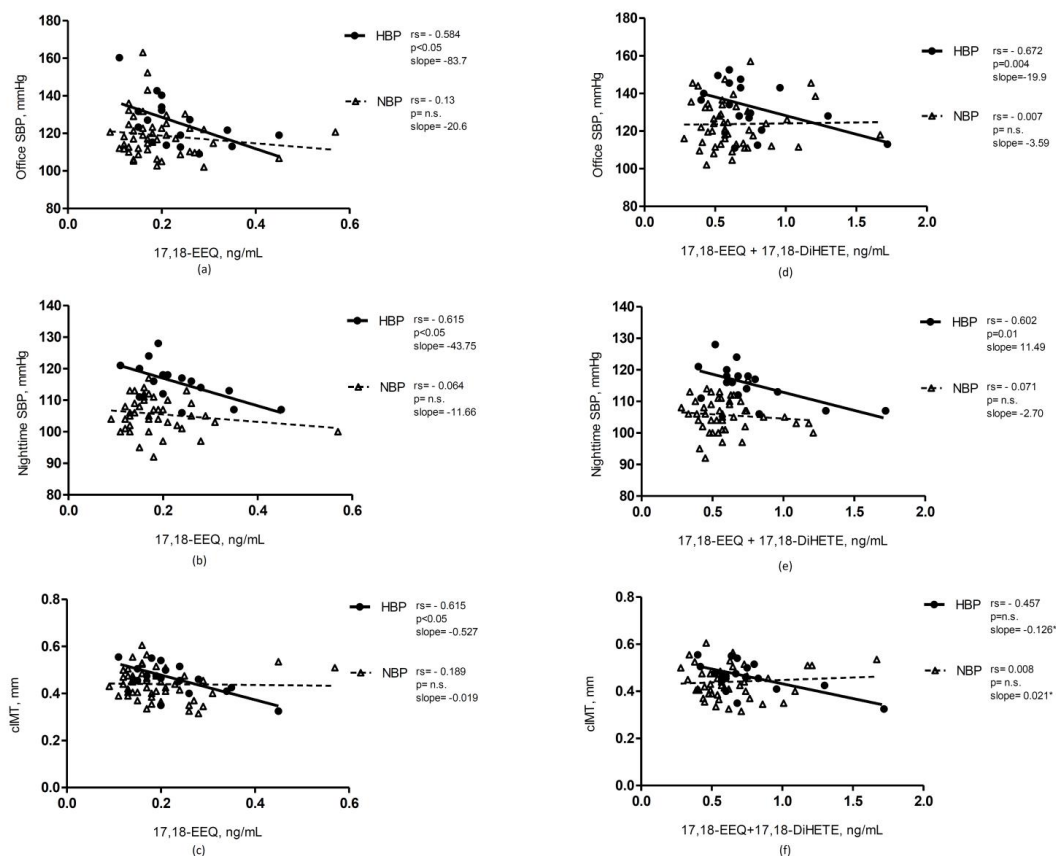 180
160
140
120
100
80
Office SBP, mmHg
0.0 0.2 0.4 0.6
17,18-EEQ, ng/mL
(a)
HBP
rs= - 0.584
p<0.05
slope= -83.7
NBP
rs= - 0.13
p= n.s.
slope= -20.6
180
160
140
120
100
80
Office SBP, mmHg
0.0 0.5 1.0 1.5 2.0
17,18-EEQ + 17,18-DiHETE, ng/mL
(d)
HBP
rs= - 0.672
p=0.004
slope=-19.9
NBP
rs= - 0.007
p= n.s.
slope= -3.59
140
130
120
110
100
90
80
Nighttime SBP, mmHg
0.0 0.2 0.4 0.6
17,18-EEQ, ng/mL
(b)
HBP
rs= - 0.615
p<0.05
slope= -43.75
NBP
rs= - 0.064
p= n.s.
slope= -11.66
140
130
120
110
100
90
80
Nighttime SBP, mmHg
0.0 0.5 1.0 1.5 2.0
17,18-EEQ + 17,18-DiHETE, ng/mL
(e)
HBP
rs= - 0.602
p=0.01
slope= 11.49
NBP
rs= - 0.071
p= n.s.
slope= -2.70
0.8
0.6
0.4
0.2
0.0
cIMT, mm
0.0 0.2 0.4 0.6
17,18-EEQ, ng/mL
(c)
HBP
rs= - 0.615
p<0.05
slope= -0.527
NBP
rs= - 0.189
p= n.s.
slope= -0.019
0.8
0.6
0.4
0.2
0.0
cIMT, mm
0.0 0.5 1.0 1.5 2.0
17,18-EEQ+17,18-DiHETE, ng/mL
(f)
HBP
rs= - 0.457
p=n.s.
slope= -0.126*
NBP
rs= 0.008
p= n.s.
slope= 0.021*